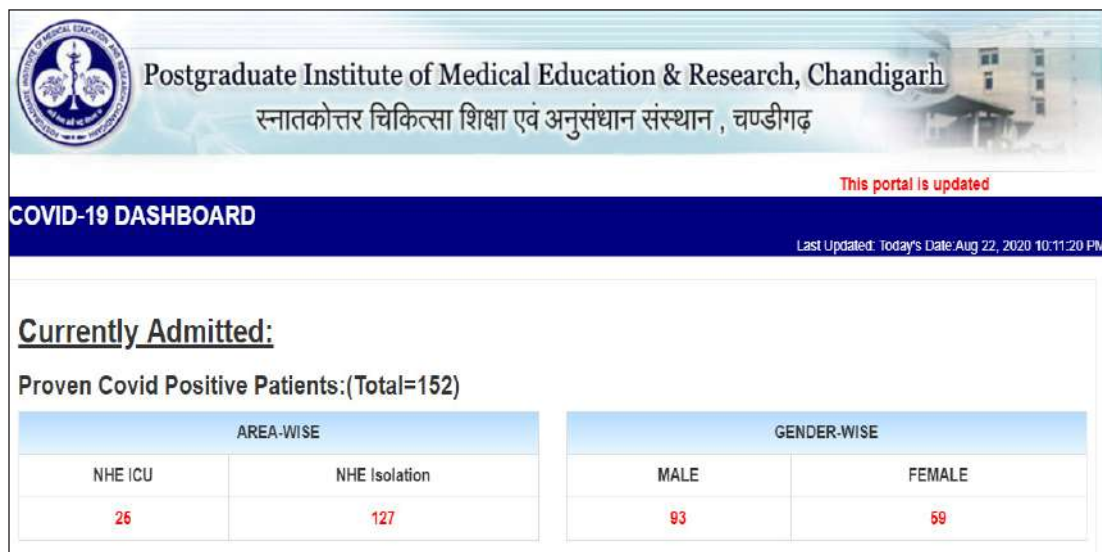 Postgraduate Institute of Medical Education & Research, Chandigarh
स्नातकोत्तर चिकित्सा शिक्षा एवं अनुसंधान संस्थान , चण्डीगढ़
This portal is updated
COVID-19 DASHBOARD
Last Updated: Today's Date:Aug 22, 2020 10:11:20 PM
Currently Admitted:
Proven Covid Positive Patients:(Total=152)
AREA-WISE GENDER-WISE
NHE ICU NHE Isolation MALE FEMALE
25 127 93 59